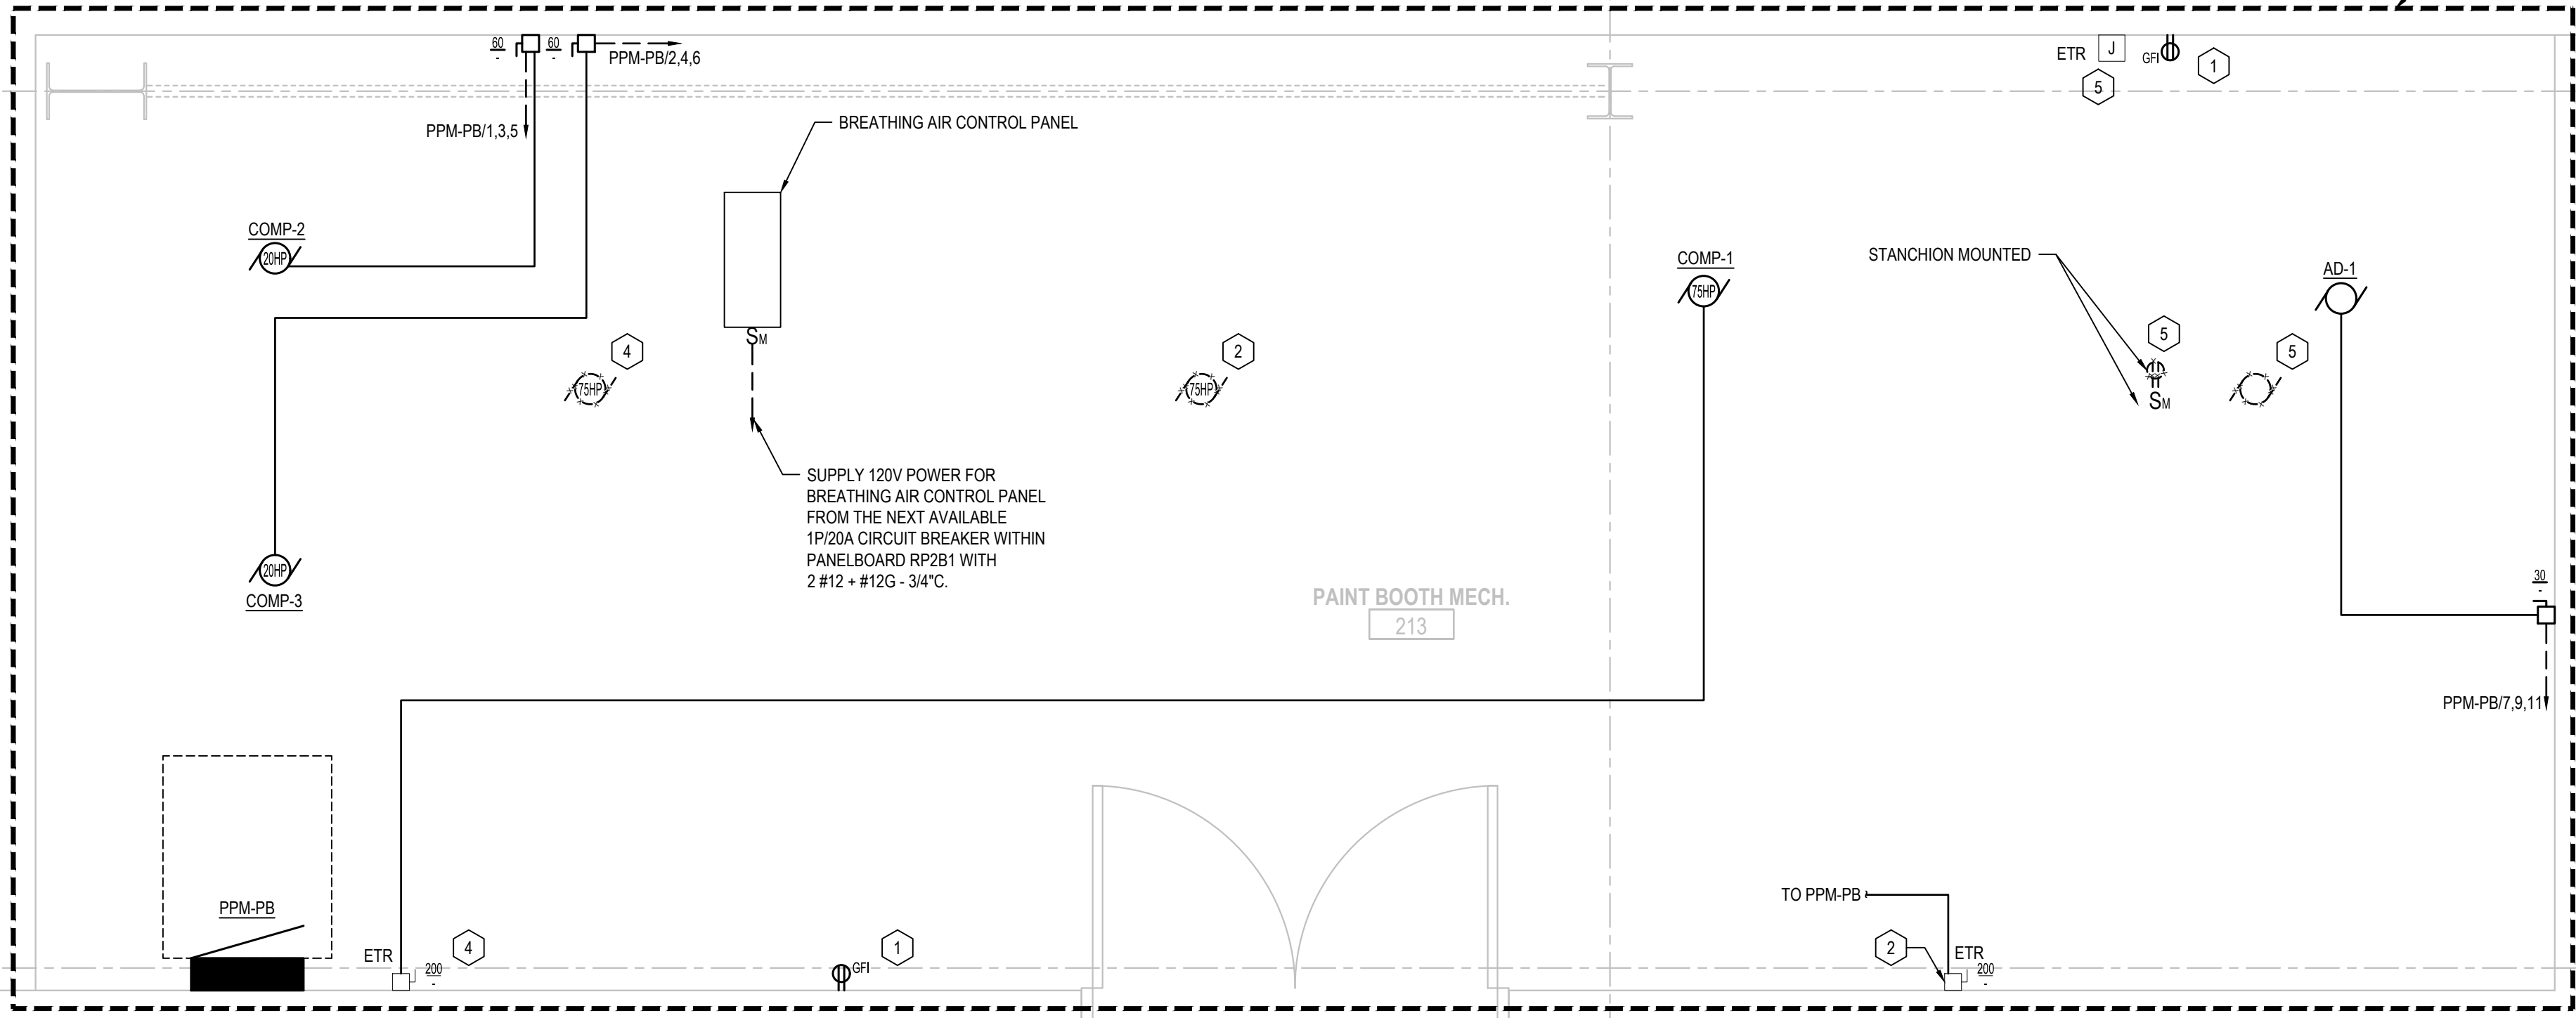 60
-
60
-
PPM-PB/2,4,6
ETR
J
GFI
1
5
PPM-PB/1,3,5
BREATHING AIR CONTROL PANEL
COMP-2
20HP
COMP-1
75HP
STANCHION MOUNTED
AD-1
SM
4
75HP
2
75HP
5
5
SM
SUPPLY 120V POWER FOR
BREATHING AIR CONTROL PANEL
FROM THE NEXT AVAILABLE
1P/20A CIRCUIT BREAKER WITHIN
PANELBOARD RP2B1 WITH
2 #12 + #12G - 3/4"C.
20HP
COMP-3
PAINT BOOTH MECH.
213
30
-
PPM-PB/7,9,11
TO PPM-PB
PPM-PB
ETR
4
200
-
GFI
1
2
ETR
200
-